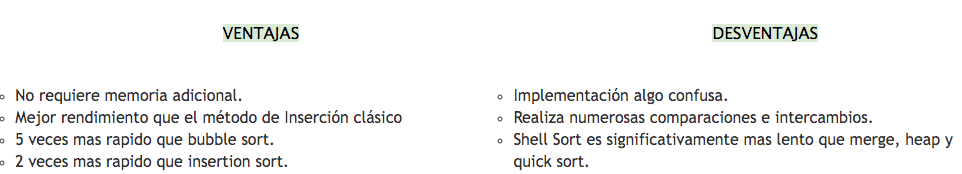 VENTAJAS
No requiere memoria adicional.
Mejor rendimiento que el método de Inserción clásico
5 veces mas rapido que bubble sort.
2 veces mas rapido que insertion sort.
DESVENTAJAS
Implementación algo confusa.
Realiza numerosas comparaciones e intercambios.
Shell Sort es significativamente mas lento que merge, heap y
quick sort.